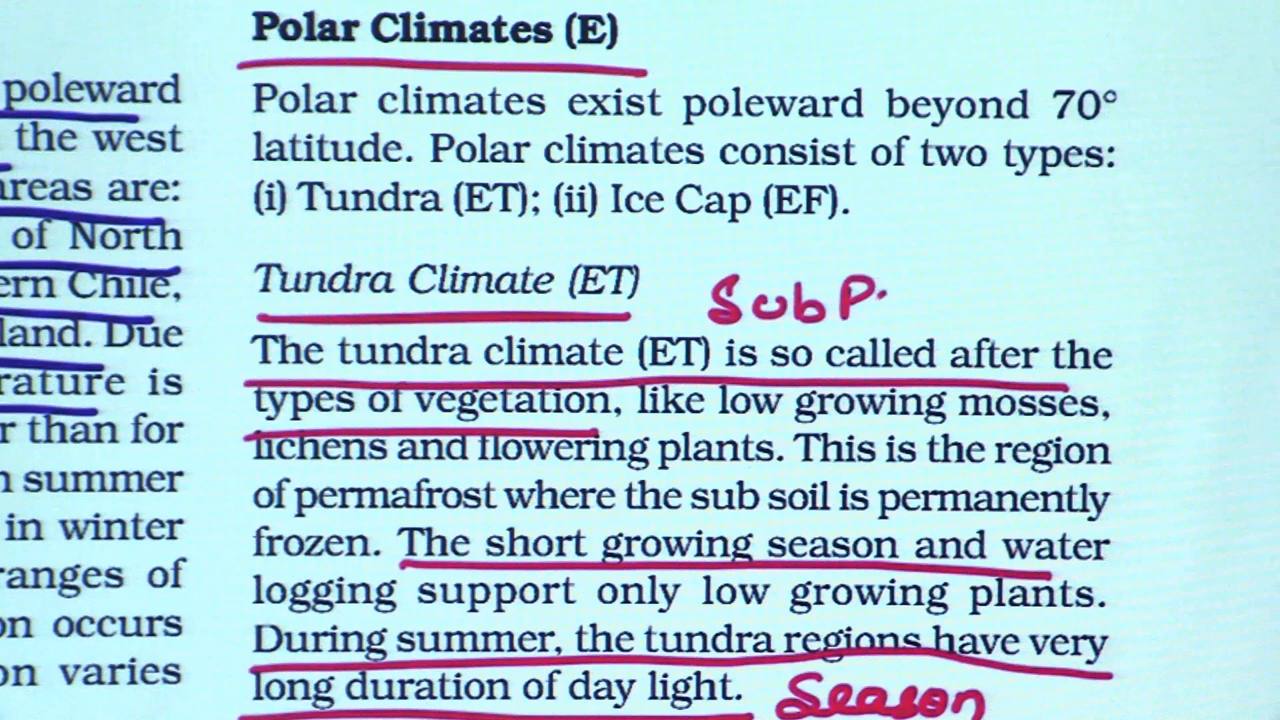 poleward
the west
areas are:
of North
ern Chile,
land. Due
rature is
r than for
n summer
in winter
ranges of
on occurs
on varies
Polar Climates (E)
Polar climates exist poleward beyond 70°
latitude. Polar climates consist of two types:
(i) Tundra (ET); (ii) Ice Cap (EF).
Tundra Climate (ET) Sub P.
The tundra climate (ET) is so called after the
types of vegetation, like low growing mosses,
lichens and flowering plants. This is the region
of permafrost where the sub soil is permanently
frozen. The short growing season and water
logging support only low growing plants.
During summer, the tundra regions have very
long duration of day light. Season